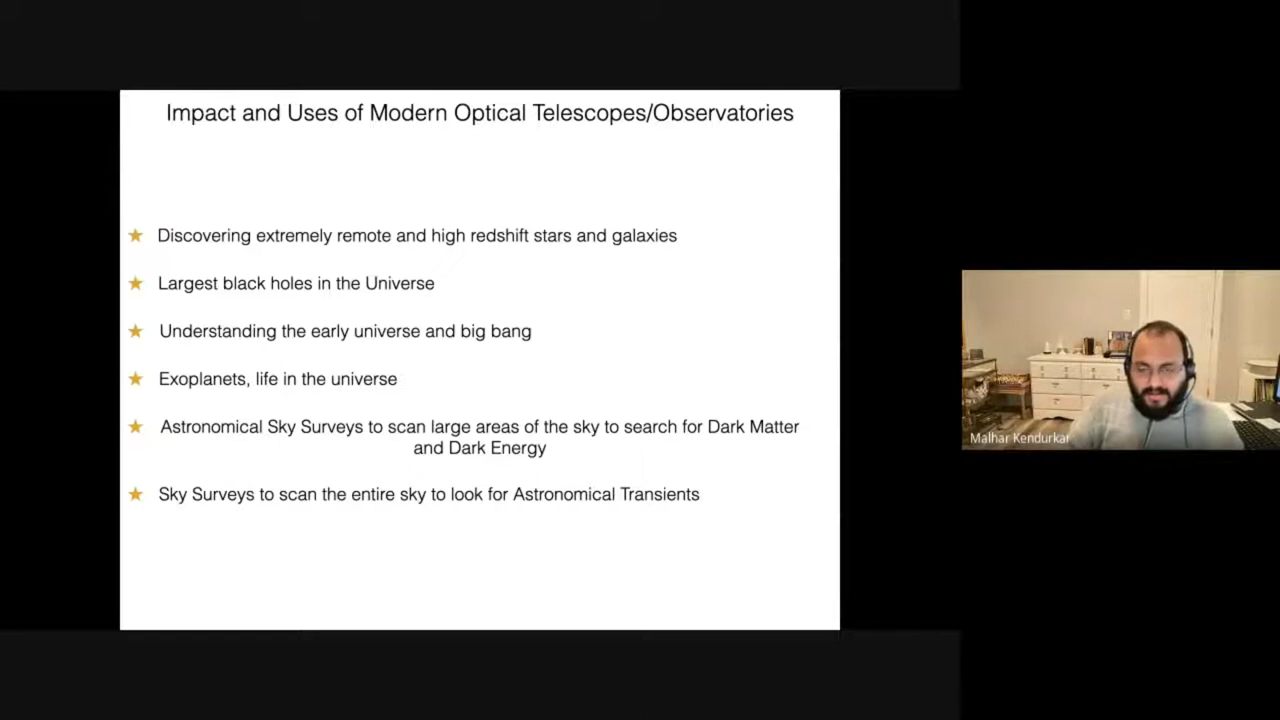 Impact and Uses of Modern Optical Telescopes/Observatories
Discovering extremely remote and high redshift stars and galaxies
Largest black holes in the Universe
Understanding the early universe and big bang
Exoplanets, life in the universe
Astronomical Sky Surveys to scan large areas of the sky to search for Dark Matter
and Dark Energy
Sky Surveys to scan the entire sky to look for Astronomical Transients
Malhar Kendurkar